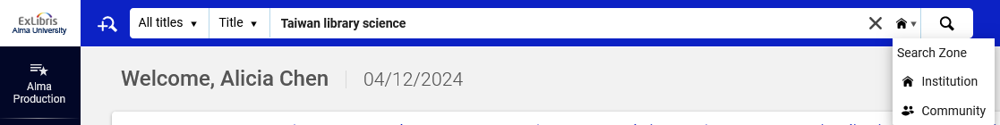 ExLibris
Alma University
All titles
Title
Taiwan library science
Search Zone
Institution
Community
Alma
Production
Welcome, Alicia Chen
04/12/2024